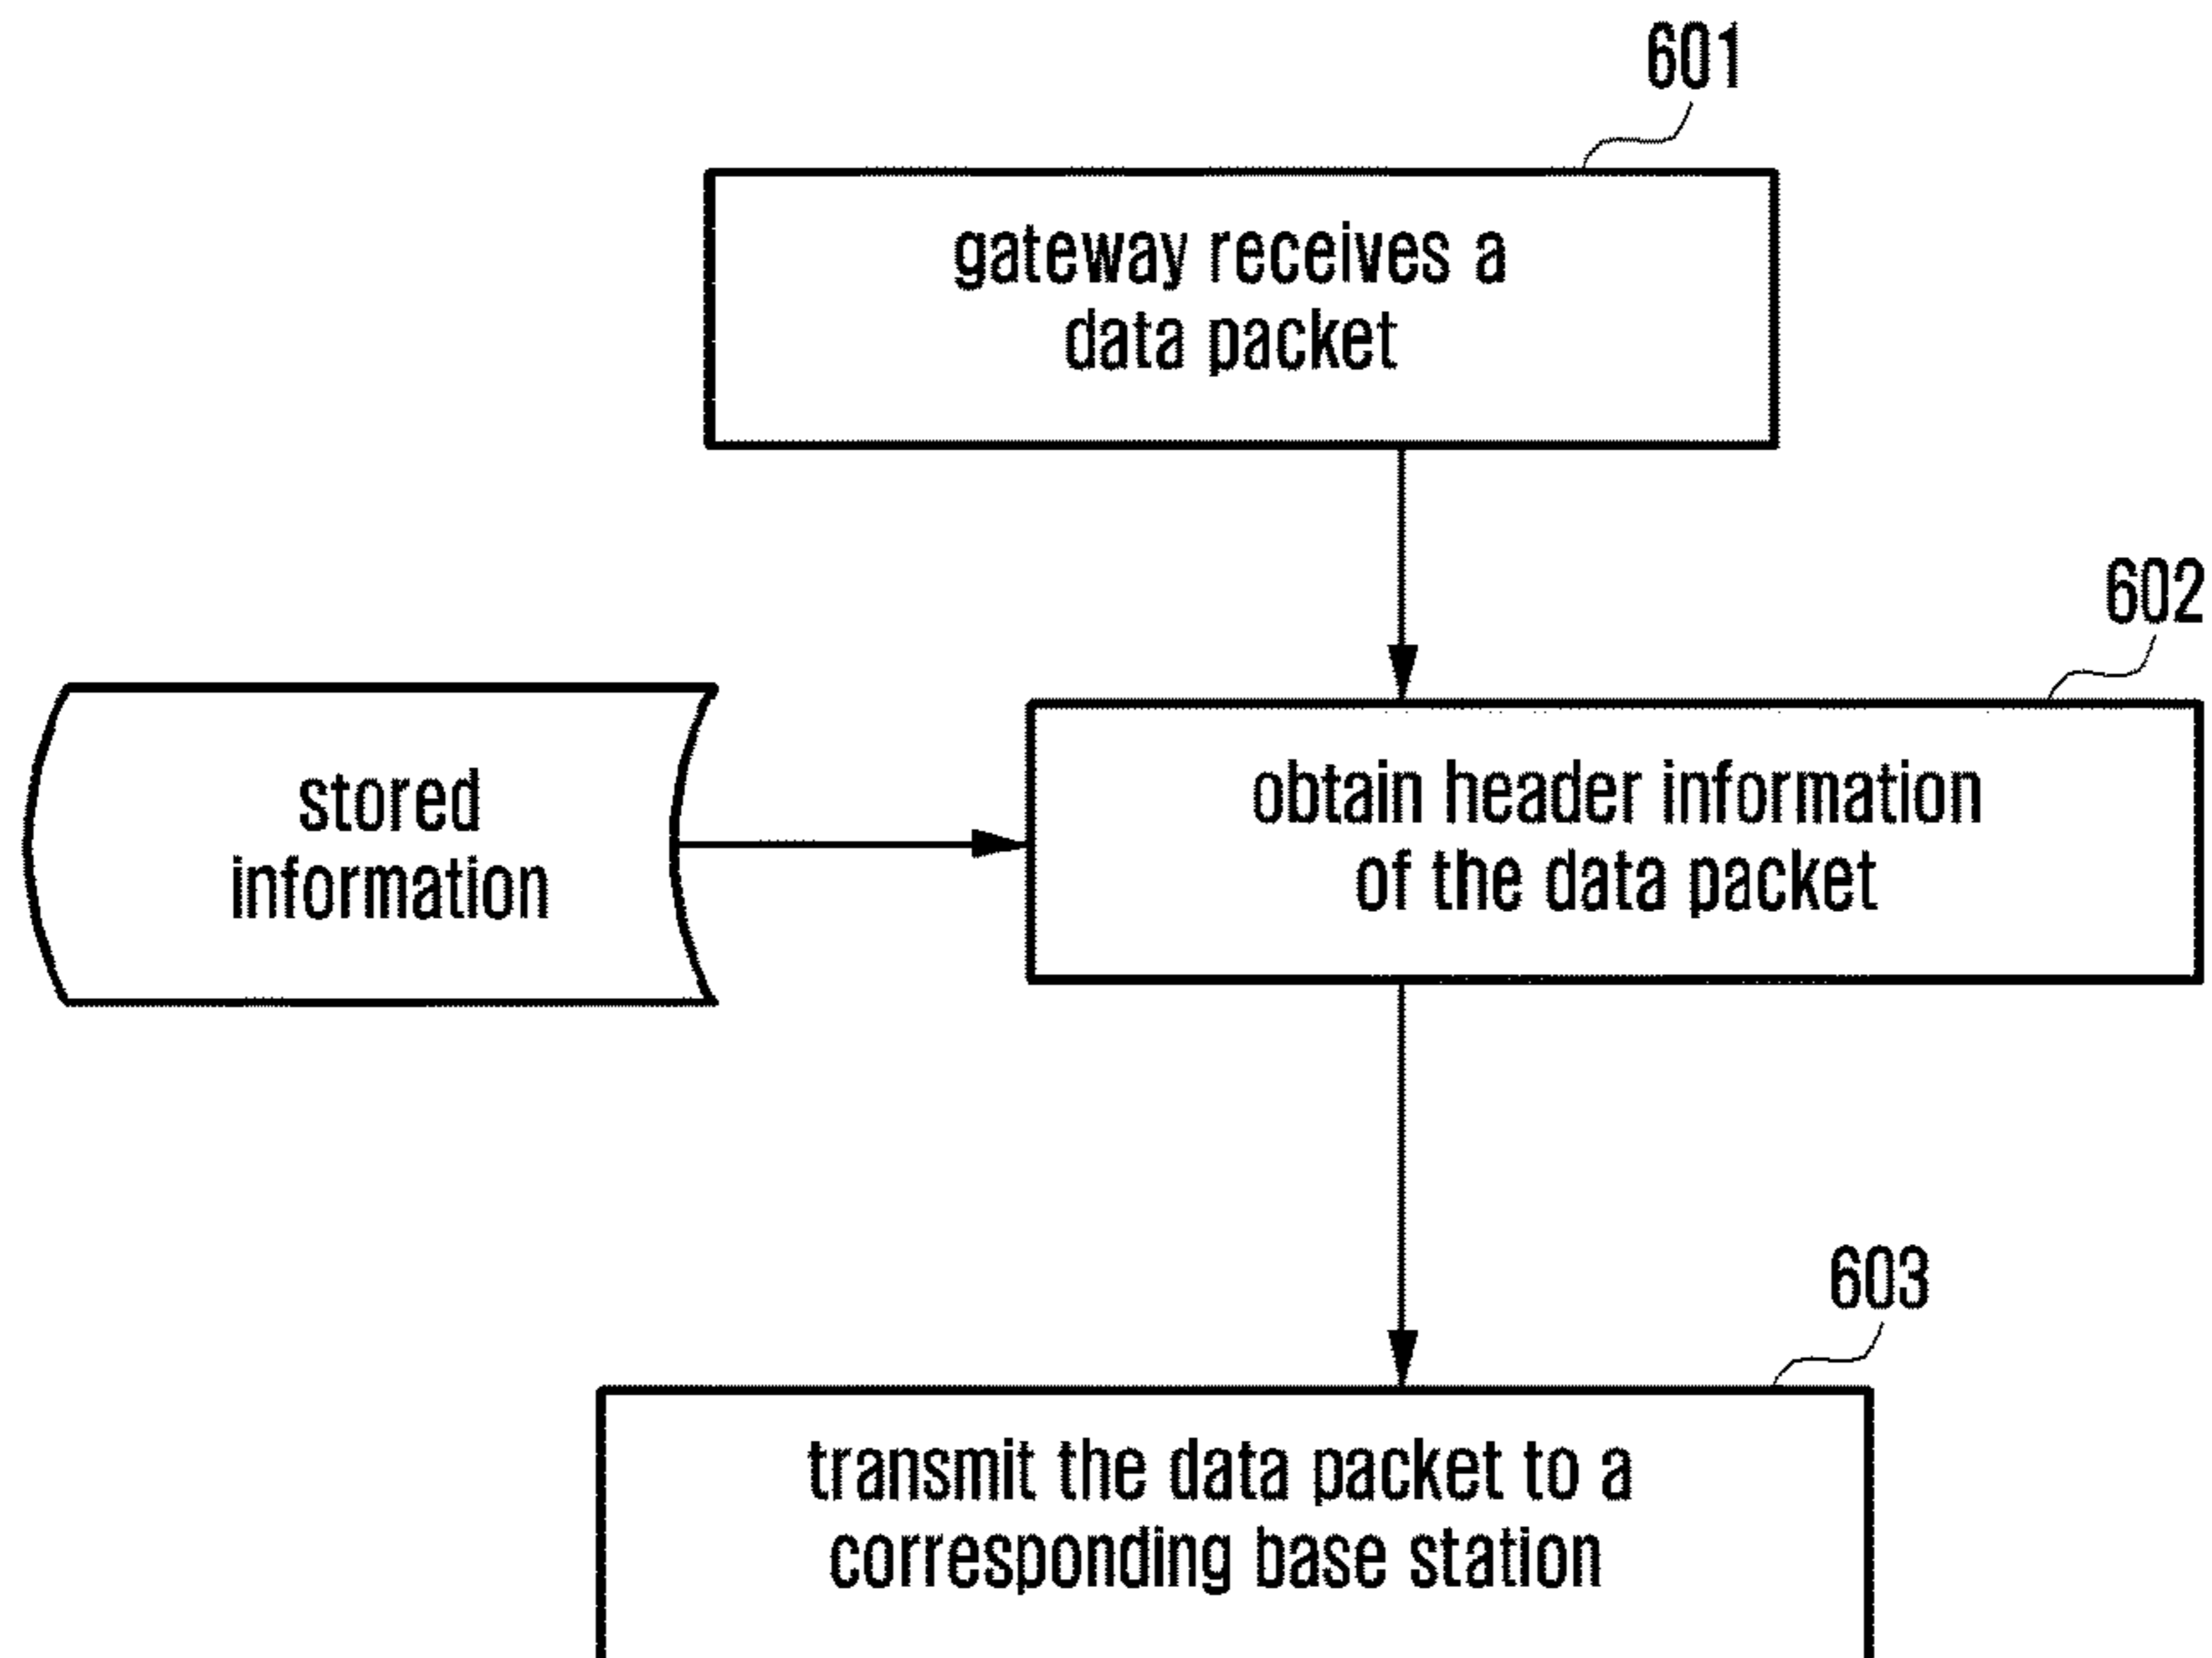 601
gateway receives a
data packet
602
stored
information
obtain header information
of the data packet
603
transmit the data packet to a
corresponding base station